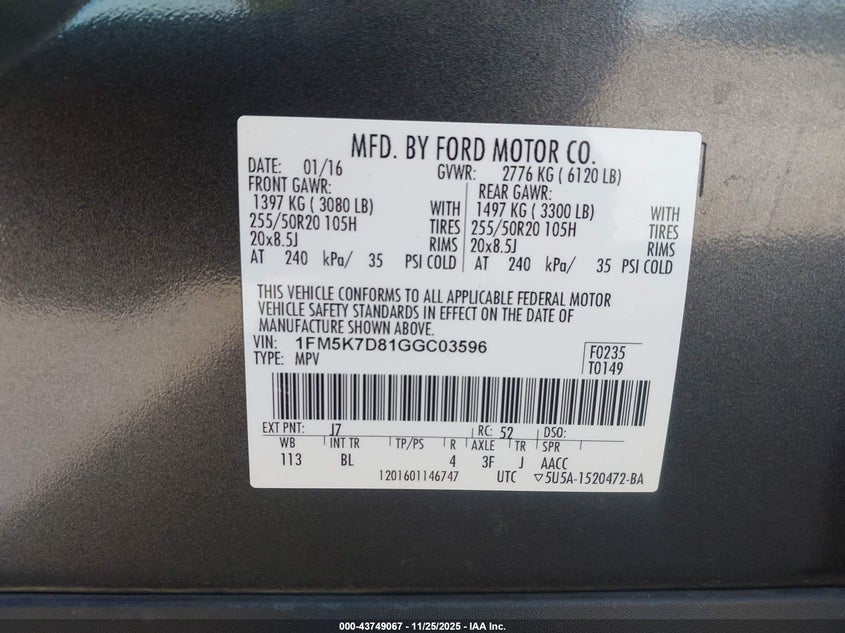 MFD. BY FORD MOTOR CO.
DATE: 01/16 GVWR: 2776 KG ( 6120 LB)
FRONT GAWR: REAR GAWR:
1397 KG ( 3080 LB) WITH 1497 KG ( 3300 LB) WITH
255/50R20 105H TIRES 255/50R20 105H TIRES
20x8.5J RIMS 20x8.5J RIMS
AT 240 kPa/ 35 PSI COLD AT 240 kPa/ 35 PSI COLD
THIS VEHICLE CONFORMS TO ALL APPLICABLE FEDERAL MOTOR
VEHICLE SAFETY STANDARDS IN EFFECT ON THE DATE OF
MANUFACTURE SHOWN ABOVE.
VIN: 1FM5K7D81GGC03596
TYPE: MPV
F0235
T0149
EXT PNT: J7 RC: 52 DSO:
WB INT TR TP/PS R AXLE TR SPR
113 BL 4 3F J AACC
1201601146747 UTC ▽5U5A-1520472-BA
000-43749067 - 11/25/2025 - IAA Inc.